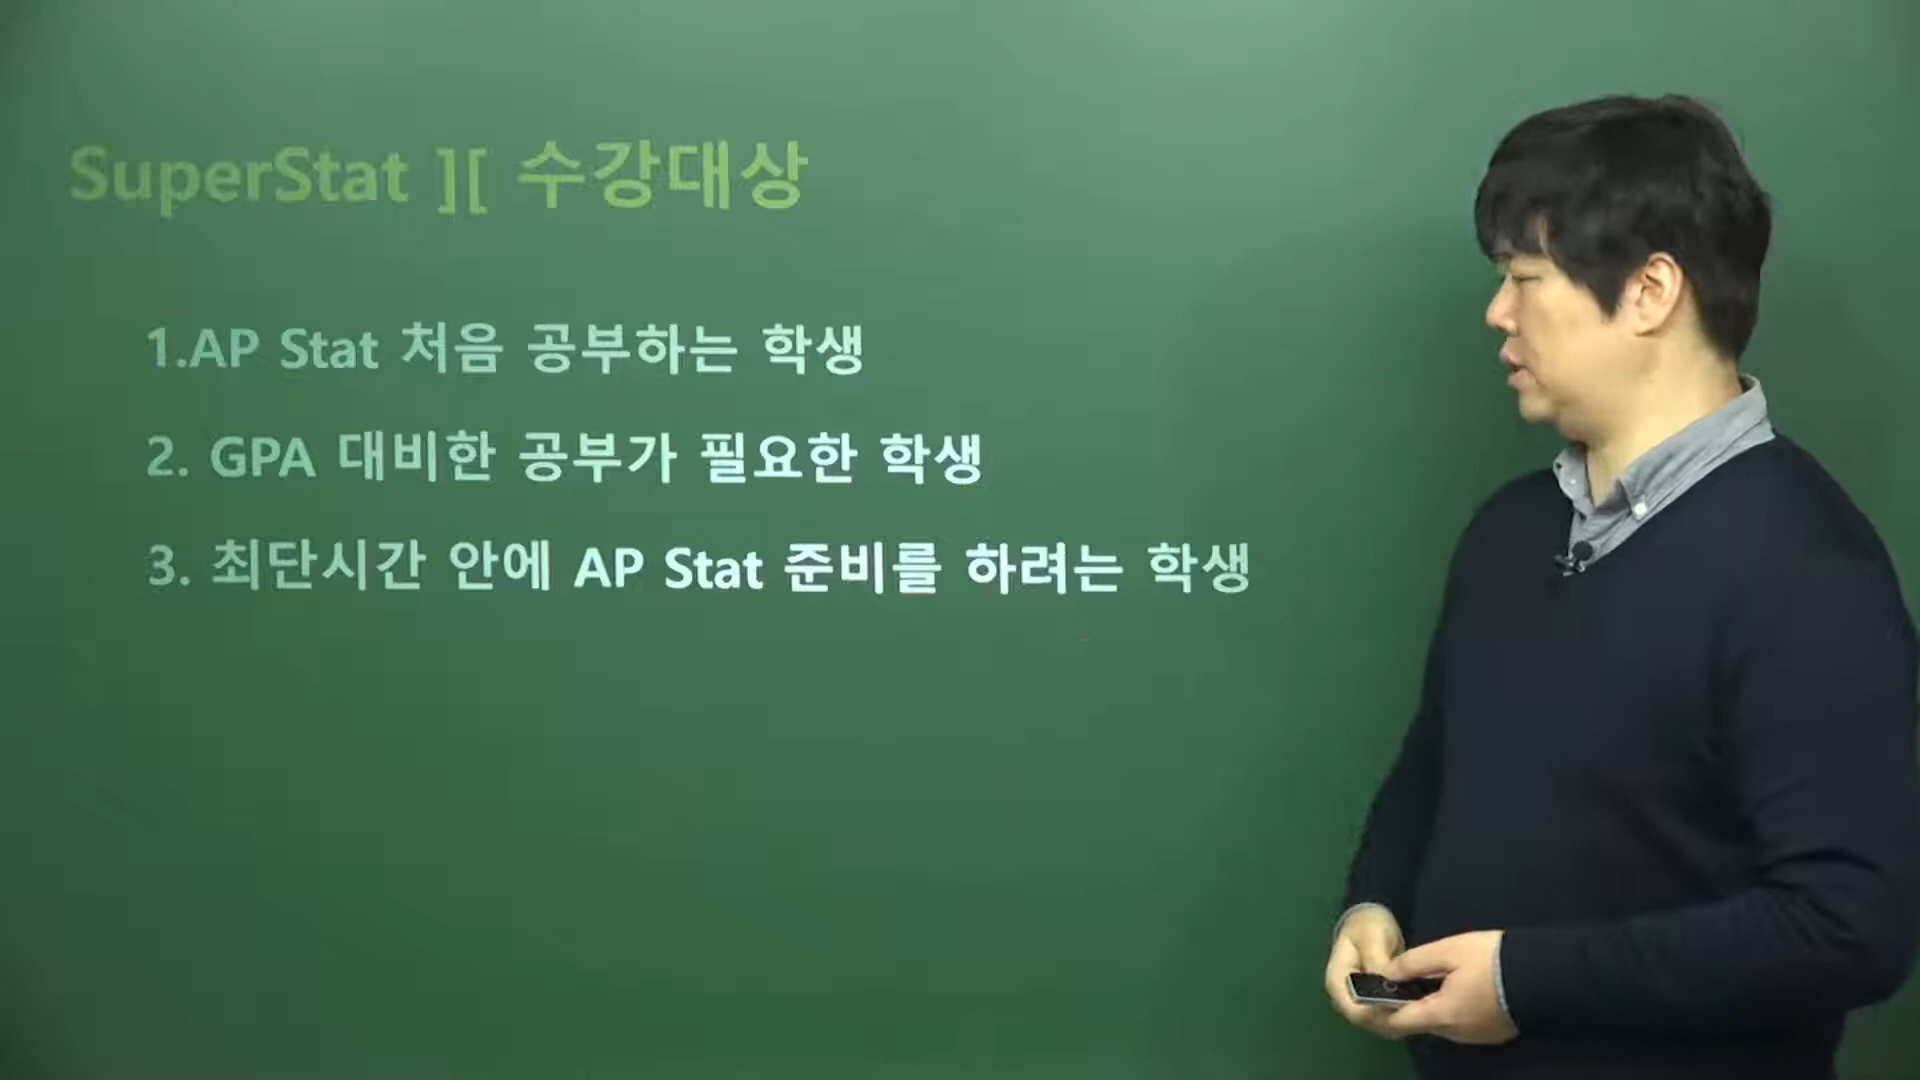 SuperStat ][ 수강대상
1.AP Stat 처음 공부하는 학생
2. GPA 대비한 공부가 필요한 학생
3. 최단시간 안에 AP Stat 준비를 하려는 학생